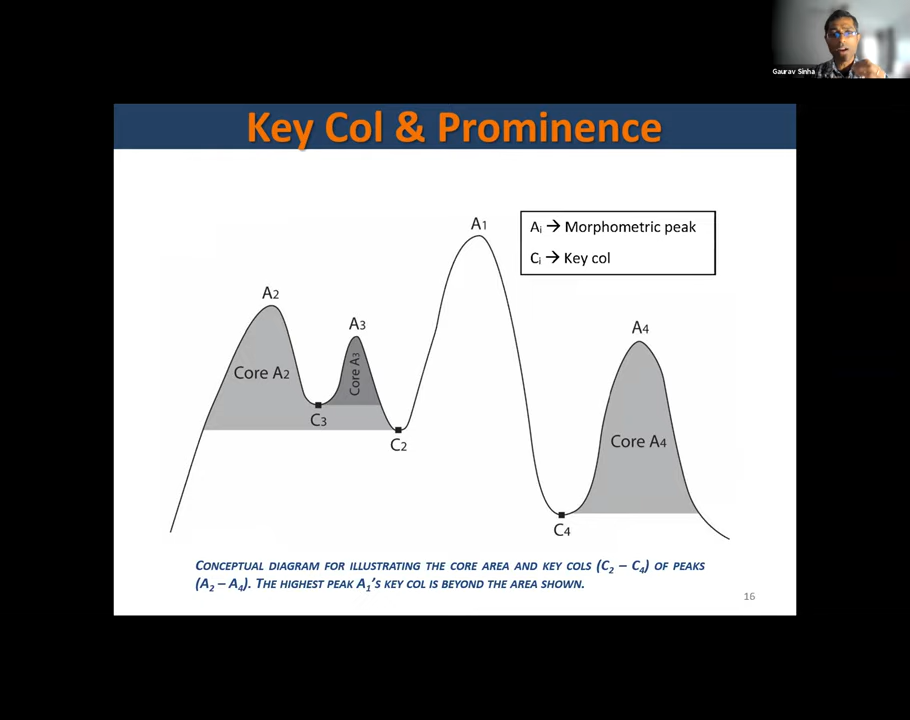 Gaurav Sinha
Key Col & Prominence
A1
Aᵢ → Morphometric peak
Cᵢ → Key col
A2
A3
A4
Core A2
Core A3
C3
C2
Core A4
C4
CONCEPTUAL DIAGRAM FOR ILLUSTRATING THE CORE AREA AND KEY COLS (C₂ – C₄) OF PEAKS
(A₂ – A₄). THE HIGHEST PEAK A₁'S KEY COL IS BEYOND THE AREA SHOWN.
16